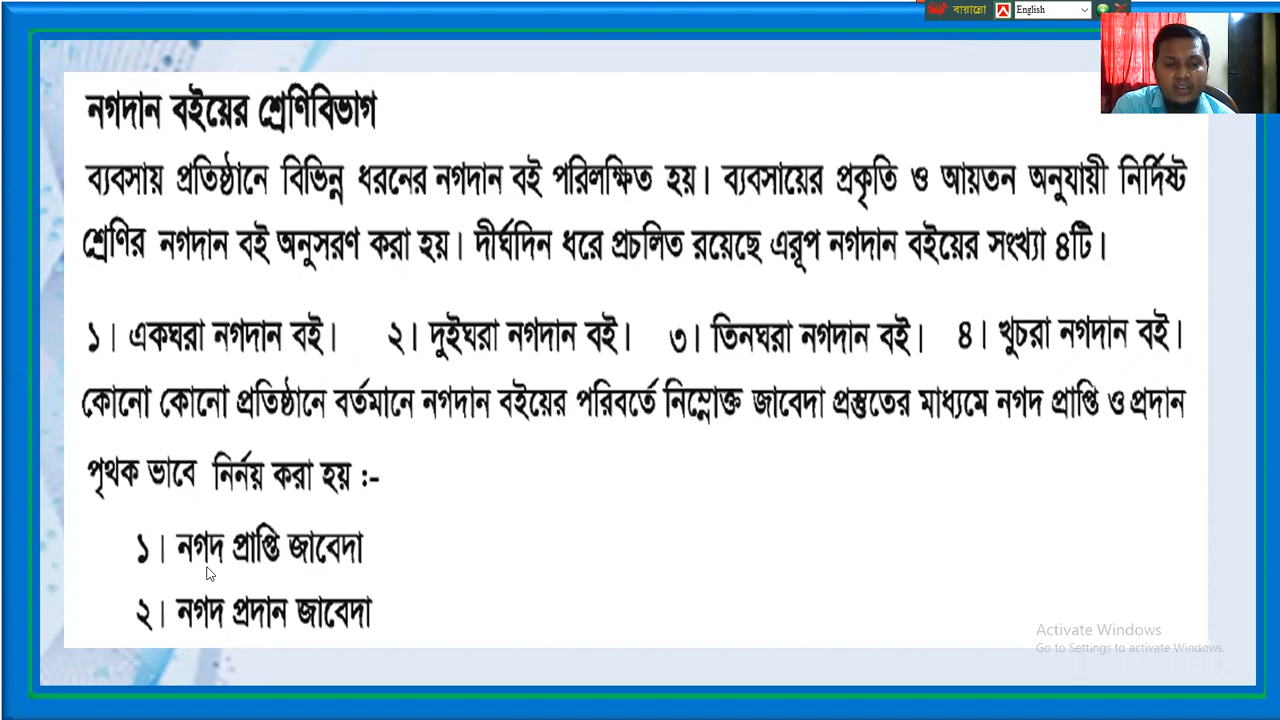 বায়ান্নো
English
নগদান বইয়ের শ্রেণিবিভাগ
ব্যবসায় প্রতিষ্ঠানে বিভিন্ন ধরনের নগদান বই পরিলক্ষিত হয়। ব্যবসায়ের প্রকৃতি ও আয়তন অনুযায়ী নির্দিষ্ট
শ্রেণির নগদান বই অনুসরণ করা হয়। দীর্ঘদিন ধরে প্রচলিত রয়েছে এরূপ নগদান বইয়ের সংখ্যা ৪টি।
১। একঘরা নগদান বই। ২। দুইঘরা নগদান বই। ৩। তিনঘরা নগদান বই। ৪। খুচরা নগদান বই।
কোনো কোনো প্রতিষ্ঠানে বর্তমানে নগদান বইয়ের পরিবর্তে নিম্নোক্ত জাবেদা প্রস্তুতের মাধ্যমে নগদ প্রাপ্তি ও প্রদান
পৃথক ভাবে নির্নয় করা হয় :-
১। নগদ প্রাপ্তি জাবেদা
২। নগদ প্রদান জাবেদা
Activate Windows
Go to Settings to activate Windows.